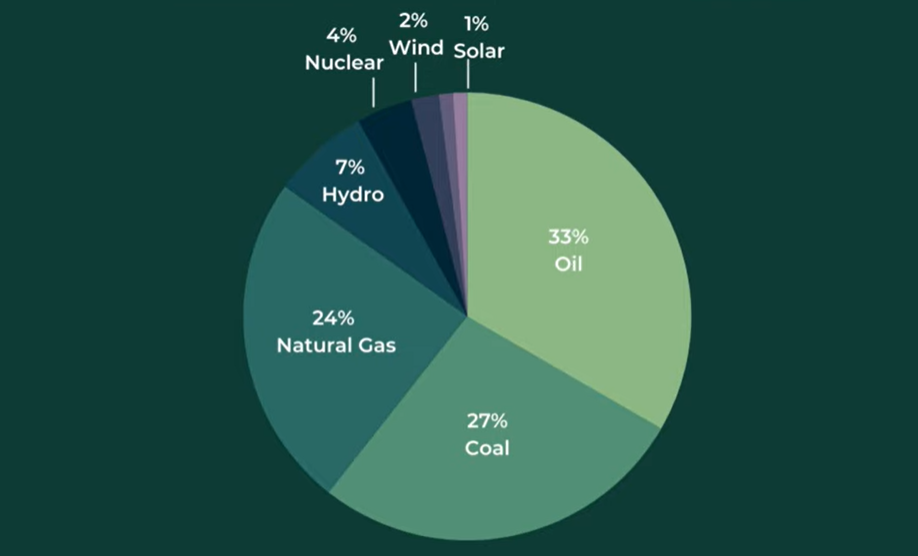 4%
Nuclear
2%
Wind
1%
Solar
7%
Hydro
33%
Oil
24%
Natural Gas
27%
Coal